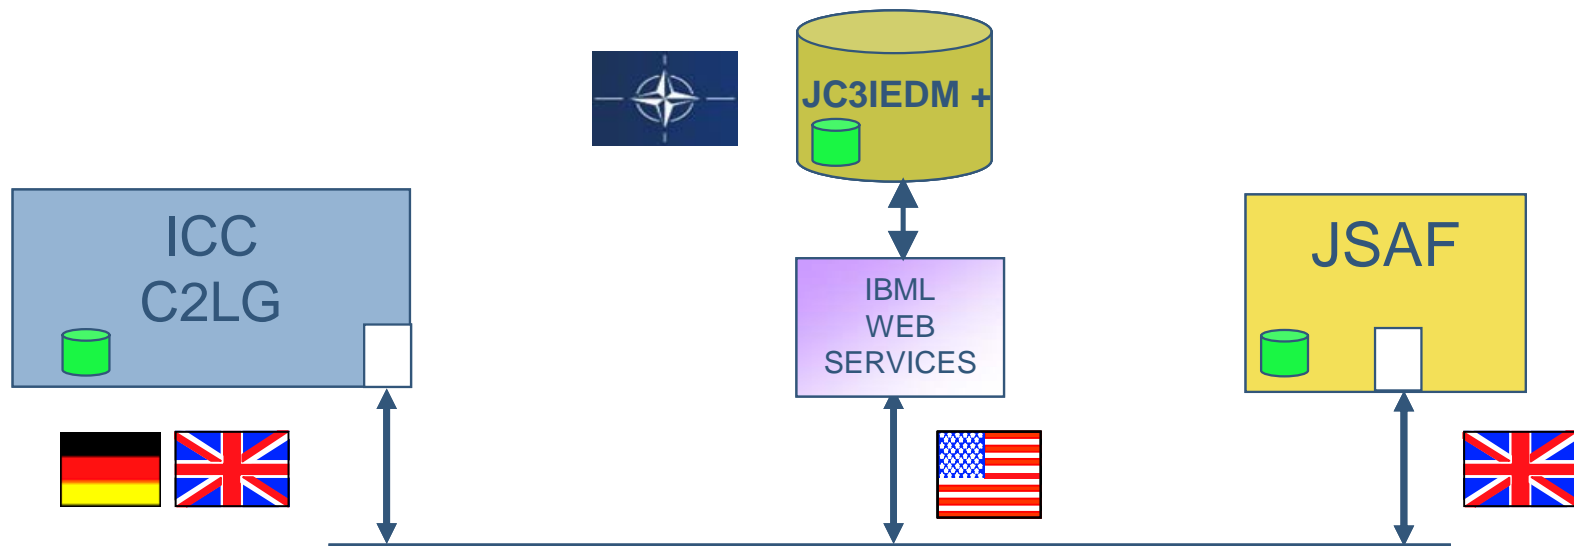 JC3IEDM +
ICC
C2LG
IBML
WEB
SERVICES
JSAF